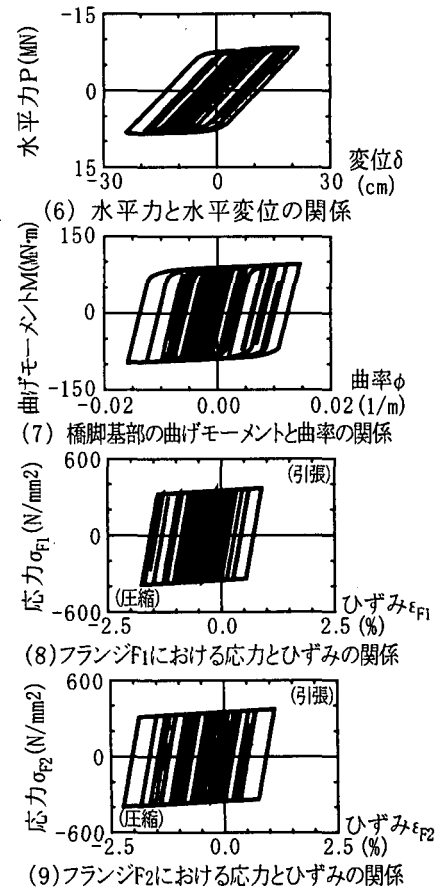 -15
水平力P(MN)
0
15
-30
0
30
変位δ
(cm)
(6) 水平力と水平変位の関係
150
曲げモーメントM(MN·m)
0
-150
-0.02
0.00
0.02
曲率φ
(1/m)
(7) 橋脚基部の曲げモーメントと曲率の関係
600
応力σF1(N/mm2)
0
-600
(引張)
(圧縮)
-2.5
0.0
2.5
ひずみεF1
(%)
(8)フランジF1における応力とひずみの関係
600
応力σF2(N/mm2)
0
-600
(引張)
(圧縮)
-2.5
0.0
2.5
ひずみεF2
(%)
(9)フランジF2における応力とひずみの関係